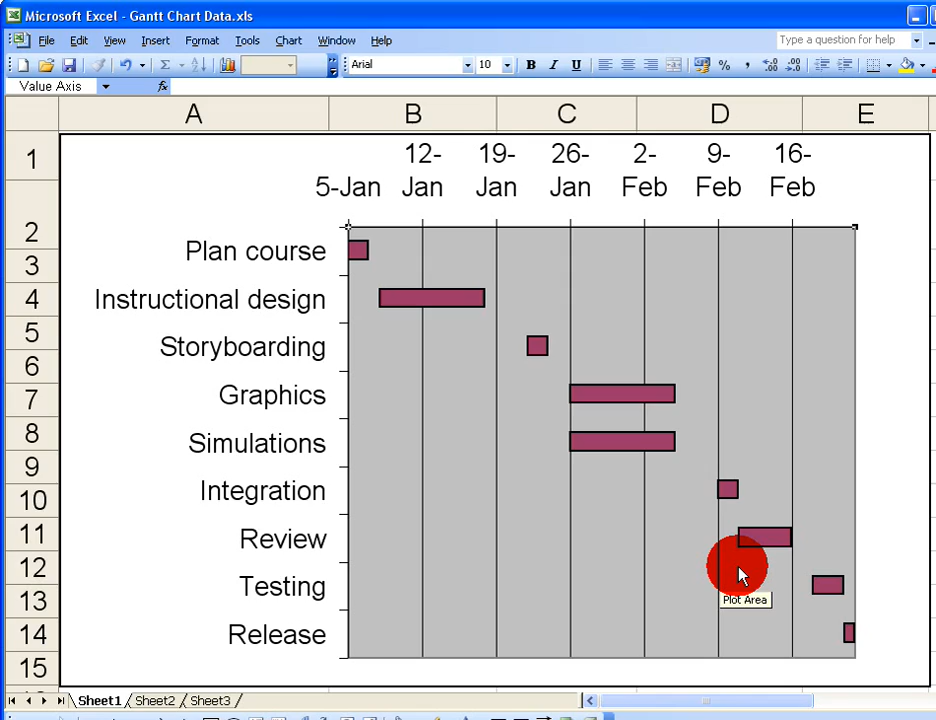 Microsoft Excel - Gantt Chart Data.xls
File Edit View Insert Format Tools Chart Window Help
Type a question for help
Arial 10 B I U $ % ,
Value Axis fx
A B C D E
12- 19- 26- 2- 9- 16-
5-Jan Jan Jan Jan Feb Feb Feb
Plan course
Instructional design
Storyboarding
Graphics
Simulations
Integration
Review
Testing
Release
Plot Area
1
2
3
4
5
6
7
8
9
10
11
12
13
14
15
Sheet1 Sheet2 Sheet3